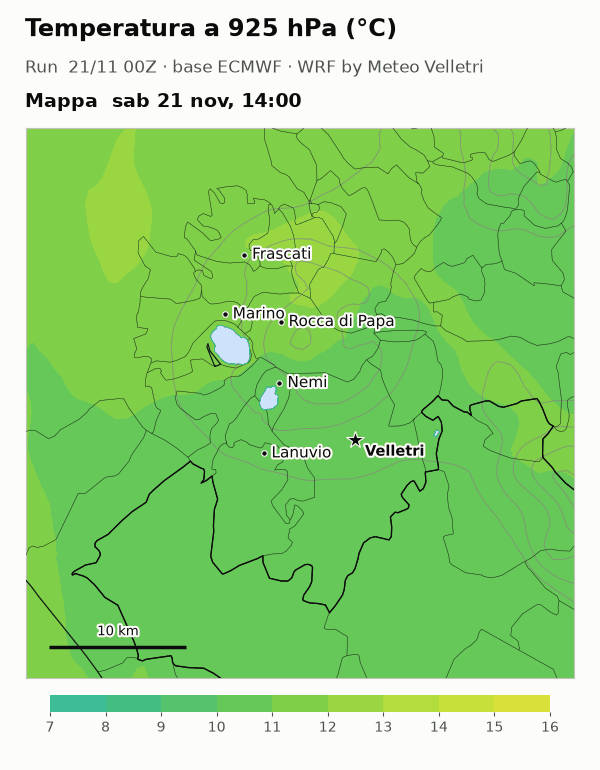 Temperatura a 925 hPa (°C)
Run  21/11 00Z · base ECMWF · WRF by Meteo Velletri
Mappa  sab 21 nov, 14:00
Frascati
Marino
Rocca di Papa
Nemi
Velletri
Lanuvio
10 km
7 8 9 10 11 12 13 14 15 16